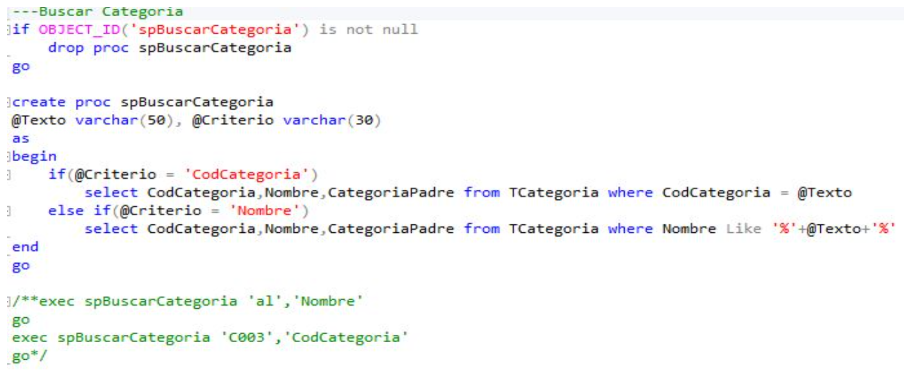 ---Buscar Categoria
if OBJECT_ID('spBuscarCategoria') is not null
    drop proc spBuscarCategoria
go

create proc spBuscarCategoria
@Texto varchar(50), @Criterio varchar(30)
as
begin
    if(@Criterio = 'CodCategoria')
        select CodCategoria,Nombre,CategoriaPadre from TCategoria where CodCategoria = @Texto
    else if(@Criterio = 'Nombre')
        select CodCategoria,Nombre,CategoriaPadre from TCategoria where Nombre Like '%'+@Texto+'%'
end
go

/**exec spBuscarCategoria 'al','Nombre'
go
exec spBuscarCategoria 'C003','CodCategoria'
go*/